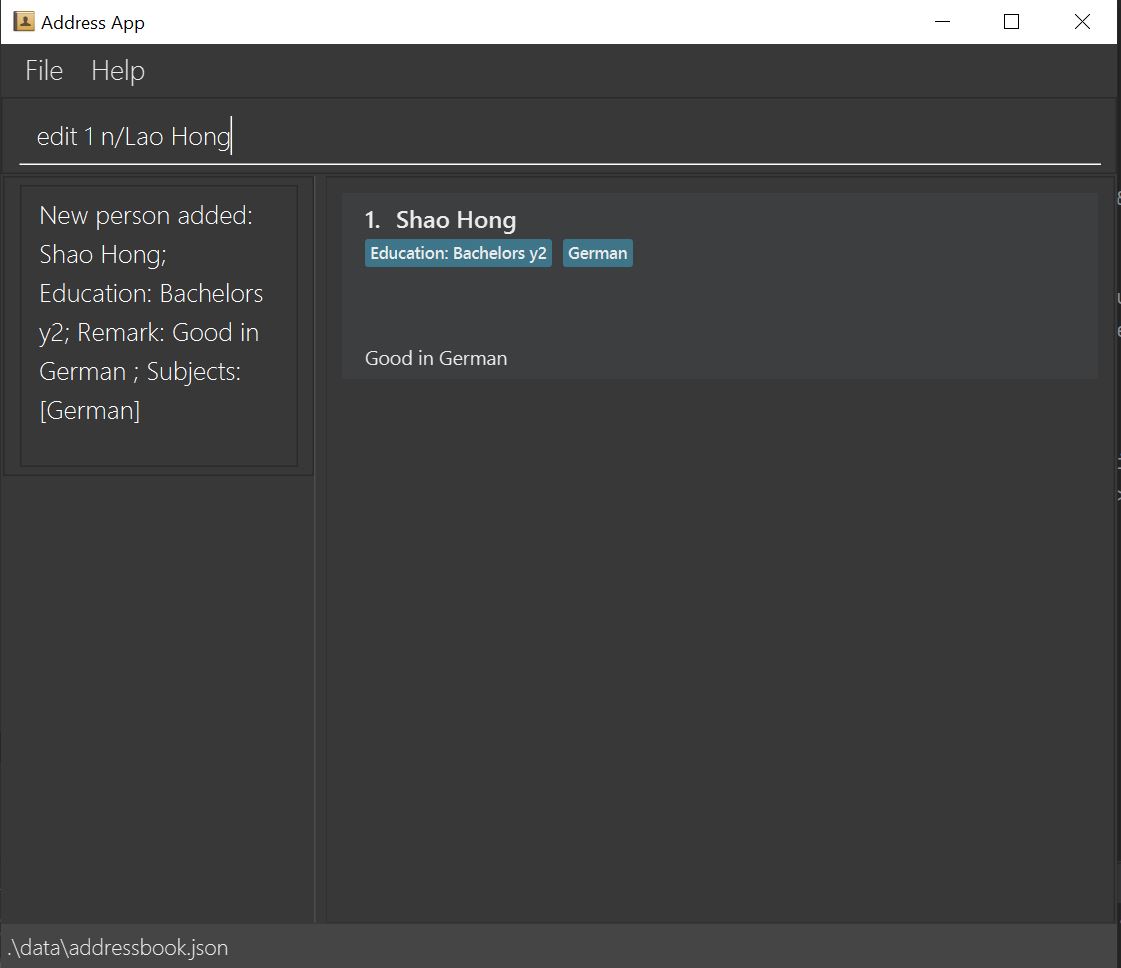 Address App
File Help
edit 1 n/Lao Hong
New person added:
Shao Hong;
Education: Bachelors
y2; Remark: Good in
German ; Subjects:
[German]
1. Shao Hong
Education: Bachelors y2 German
Good in German
.\data\addressbook.json